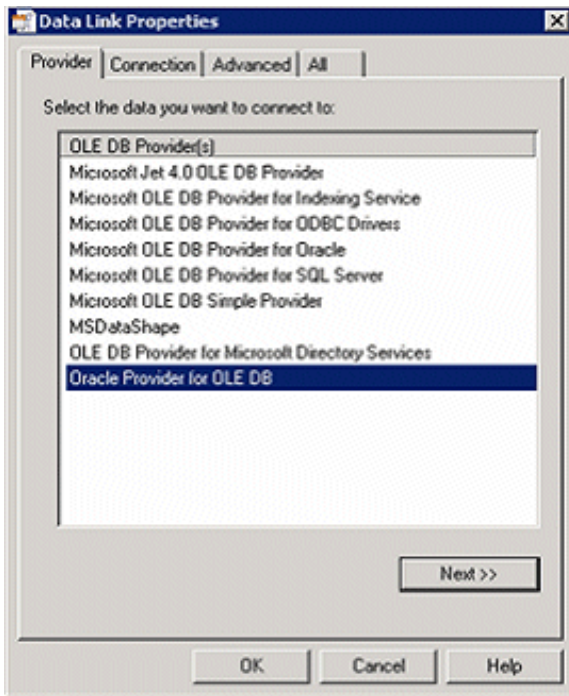 Data Link Properties
Provider Connection Advanced All
Select the data you want to connect to:
OLE DB Provider(s)
Microsoft Jet 4.0 OLE DB Provider
Microsoft OLE DB Provider for Indexing Service
Microsoft OLE DB Provider for ODBC Drivers
Microsoft OLE DB Provider for Oracle
Microsoft OLE DB Provider for SQL Server
Microsoft OLE DB Simple Provider
MSDataShape
OLE DB Provider for Microsoft Directory Services
Oracle Provider for OLE DB
Next >>
OK Cancel Help